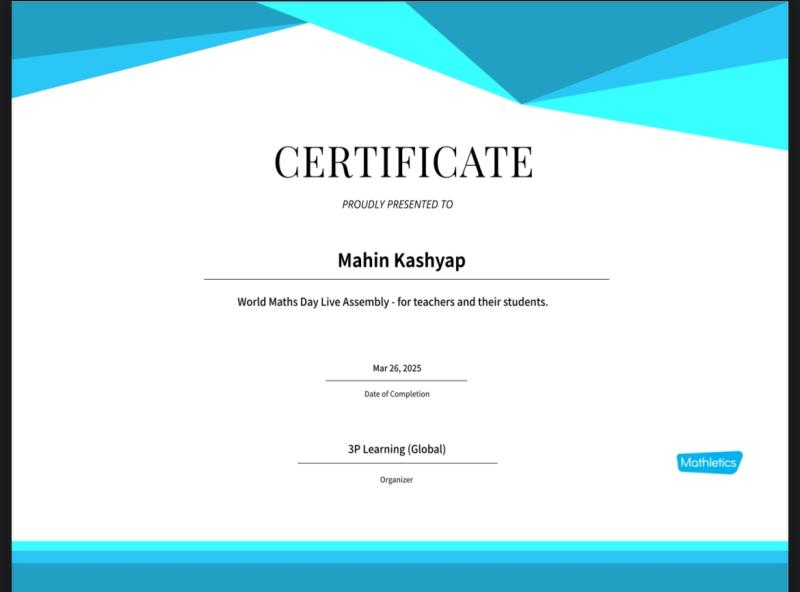 CERTIFICATE
PROUDLY PRESENTED TO
Mahin Kashyap
World Maths Day Live Assembly - for teachers and their students.
Mar 26, 2025
Date of Completion
3P Learning (Global)
Mathletics
Organizer